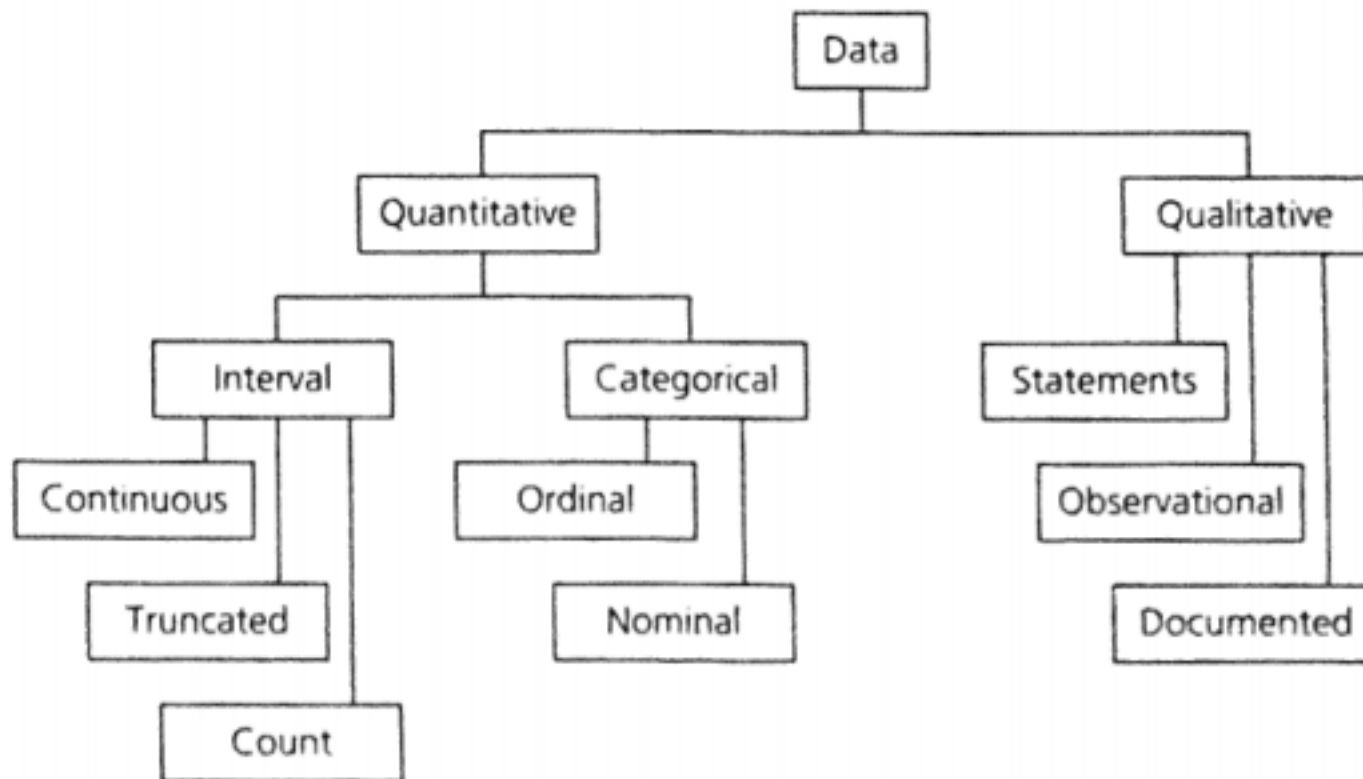 Data
Quantitative
Qualitative
Interval
Categorical
Statements
Continuous
Ordinal
Observational
Truncated
Nominal
Documented
Count